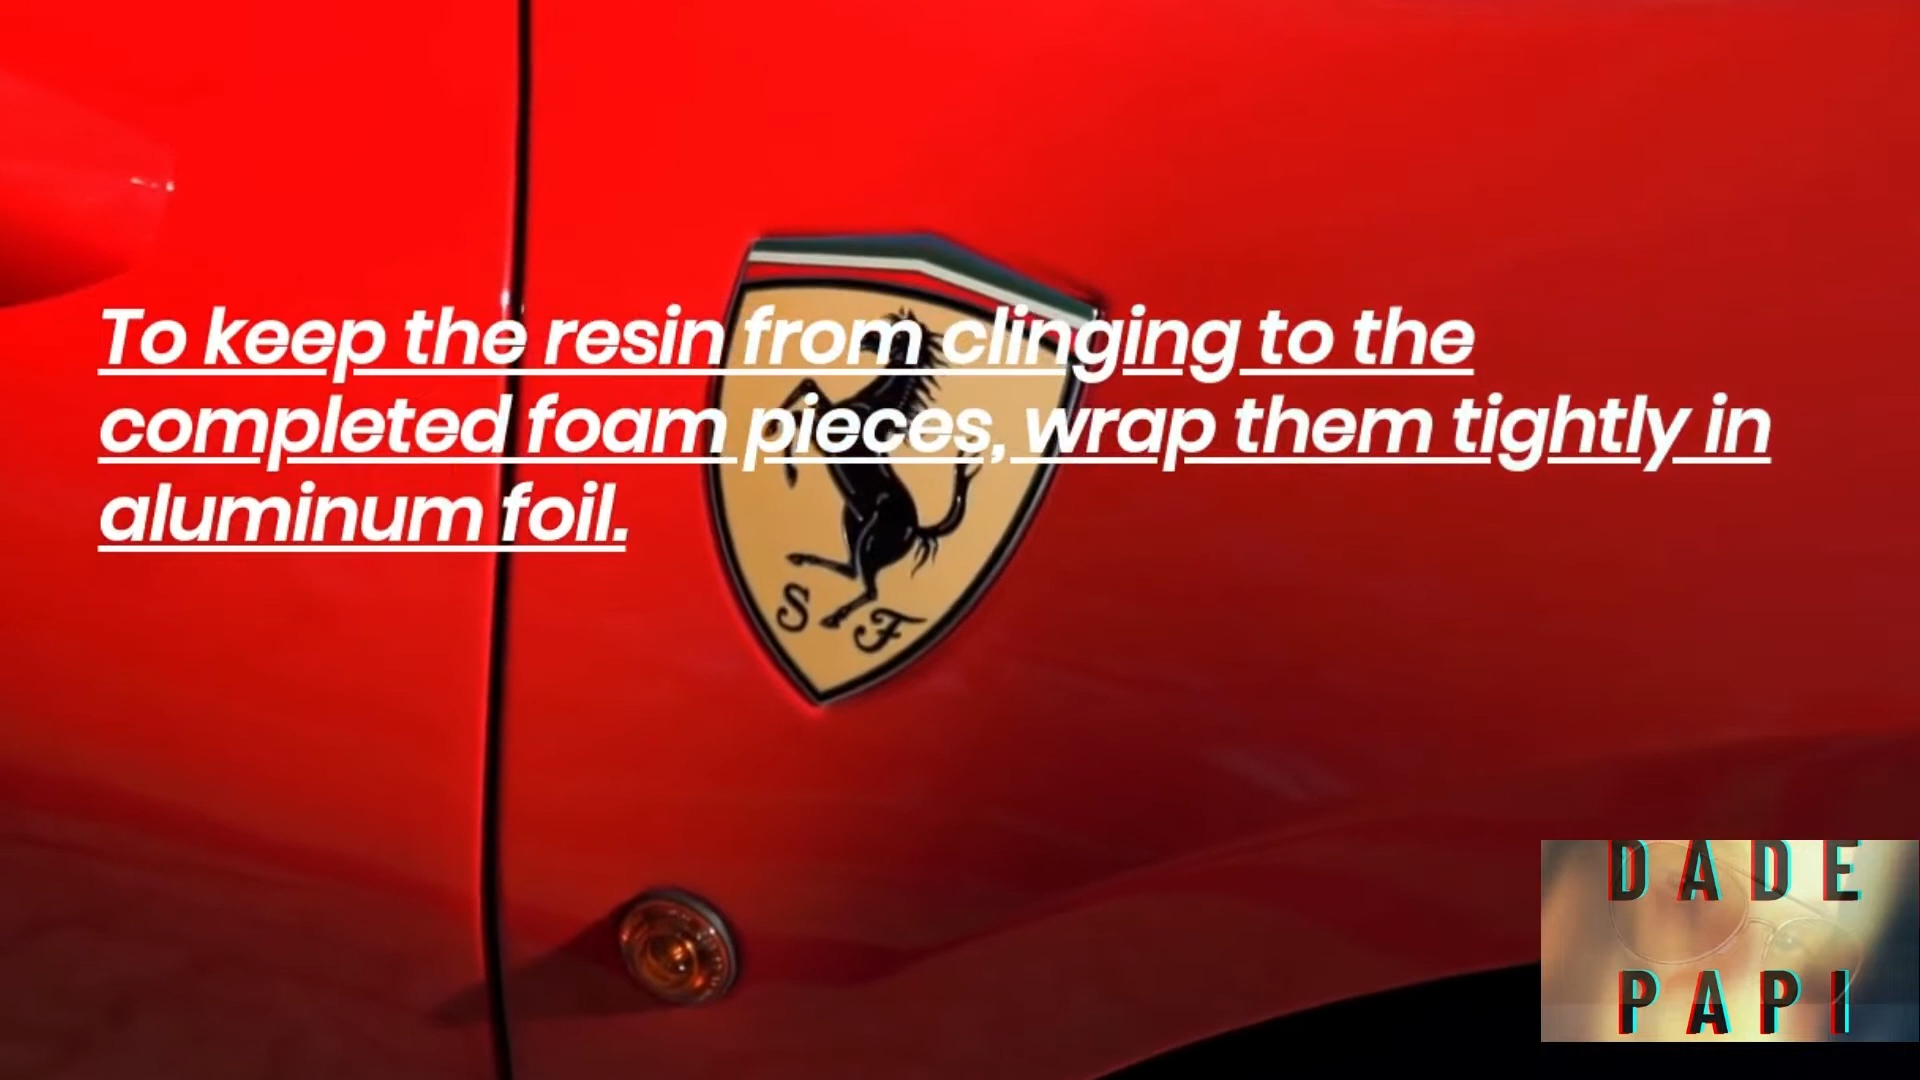 To keep the resin from clinging to the
completed foam pieces, wrap them tightly in
aluminum foil.
S F
DADE
PAPI